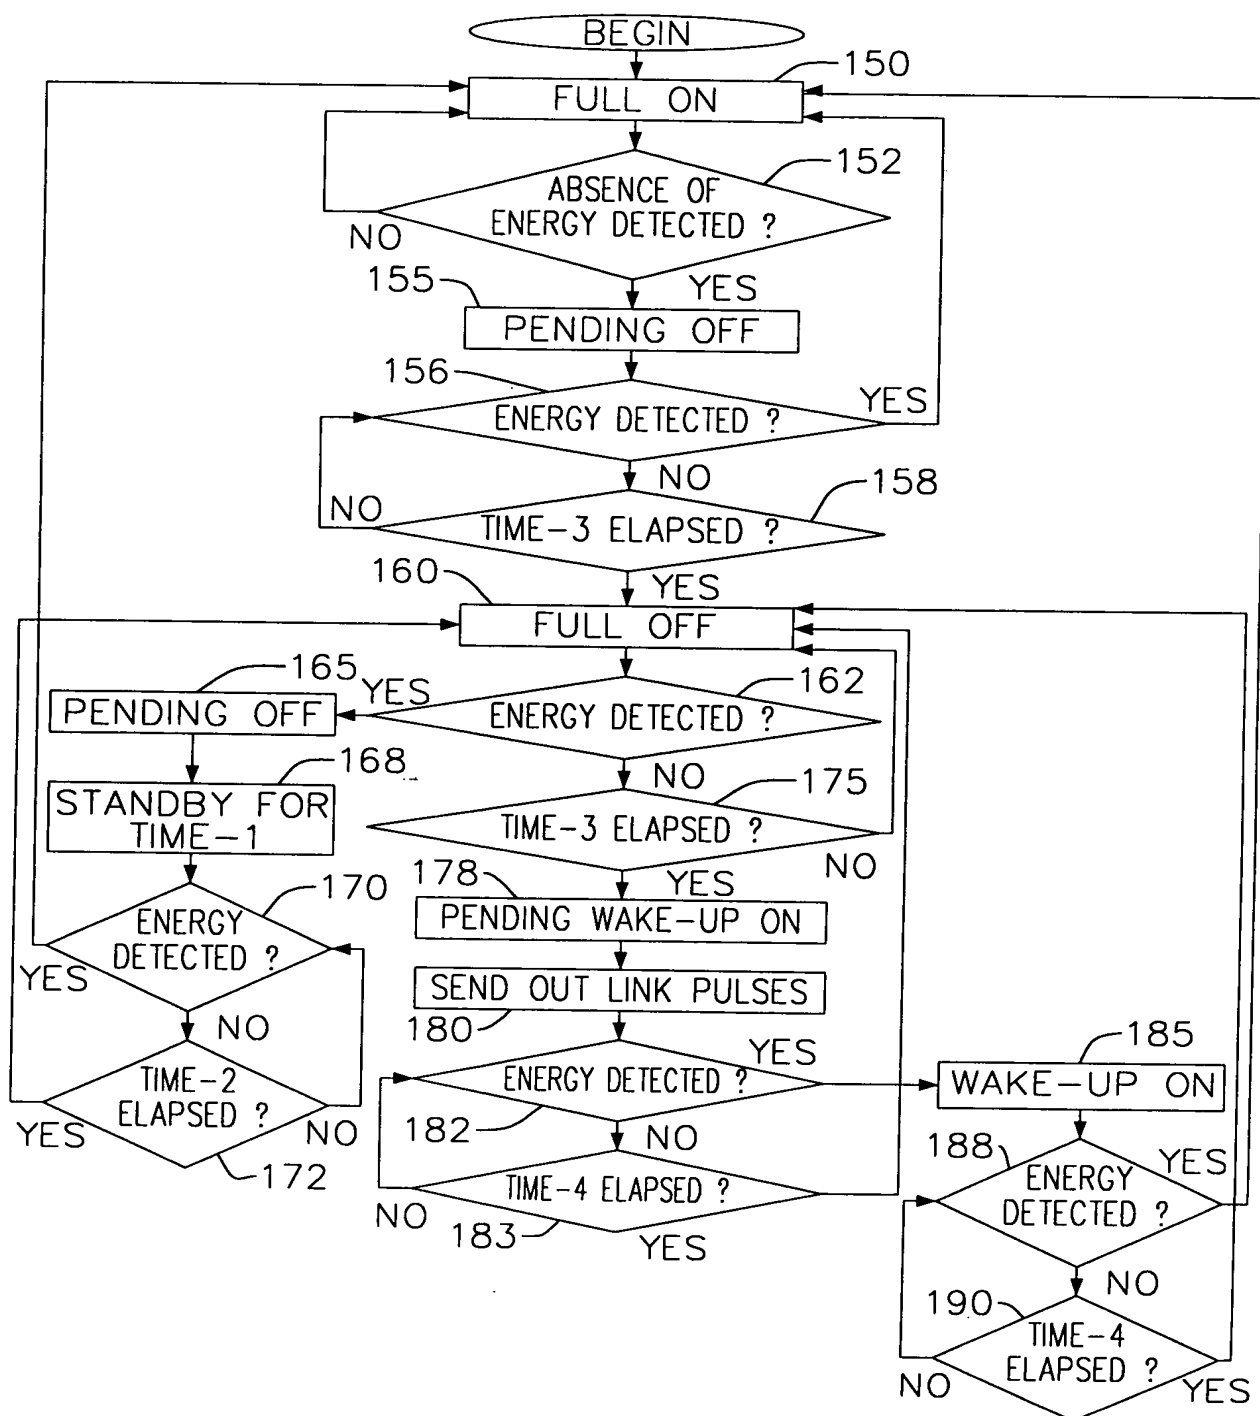 BEGIN
150
FULL ON
152
ABSENCE OF
ENERGY DETECTED ?
NO
YES
155
PENDING OFF
156
ENERGY DETECTED ?
YES
NO
158
NO
TIME-3 ELAPSED ?
160
YES
FULL OFF
165
YES
162
PENDING OFF
ENERGY DETECTED ?
168
NO
175
STANDBY FOR
TIME-1
TIME-3 ELAPSED ?
NO
170
178
YES
ENERGY
DETECTED ?
PENDING WAKE-UP ON
YES
SEND OUT LINK PULSES
NO
180
YES
185
TIME-2
ELAPSED ?
ENERGY DETECTED ?
WAKE-UP ON
YES
NO
182
NO
188
YES
172
TIME-4 ELAPSED ?
ENERGY
DETECTED ?
NO
183
YES
NO
190
TIME-4
ELAPSED ?
NO
YES